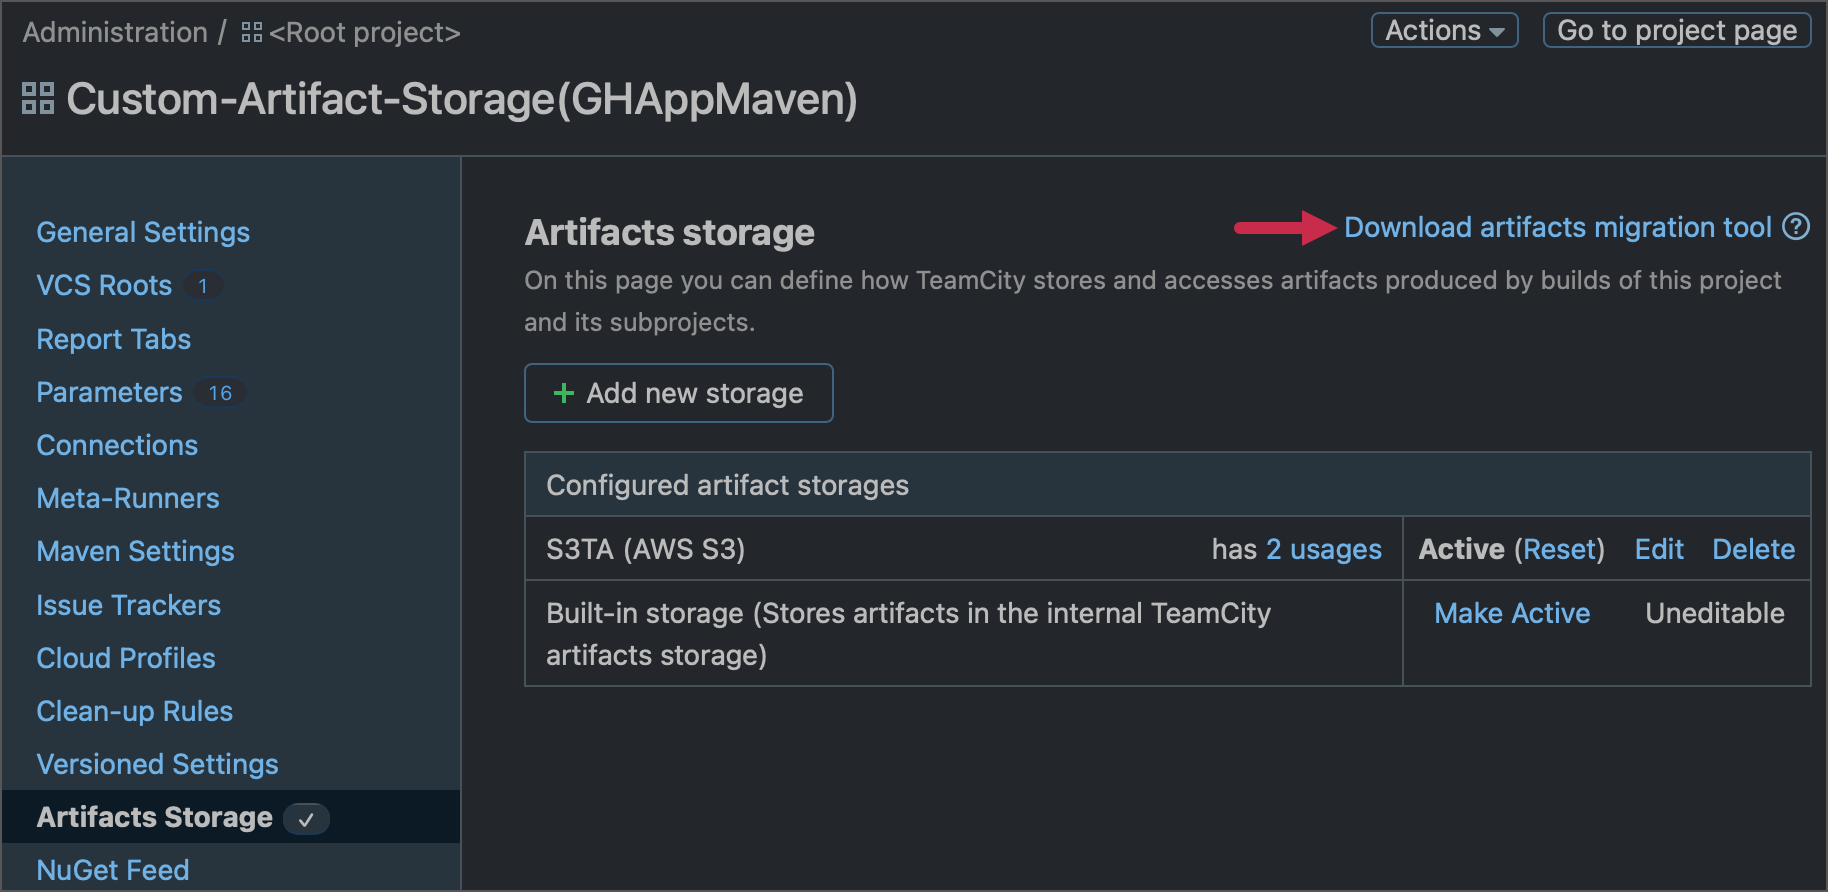 Administration / <Root project>
Actions
Go to project page
Custom-Artifact-Storage(GHAppMaven)
General Settings
VCS Roots 1
Report Tabs
Parameters 16
Connections
Meta-Runners
Maven Settings
Issue Trackers
Cloud Profiles
Clean-up Rules
Versioned Settings
Artifacts Storage
NuGet Feed
Artifacts storage
Download artifacts migration tool ?
On this page you can define how TeamCity stores and accesses artifacts produced by builds of this project
and its subprojects.
+ Add new storage
Configured artifact storages
S3TA (AWS S3) has 2 usages Active (Reset) Edit Delete
Built-in storage (Stores artifacts in the internal TeamCity
artifacts storage)
Make Active Uneditable